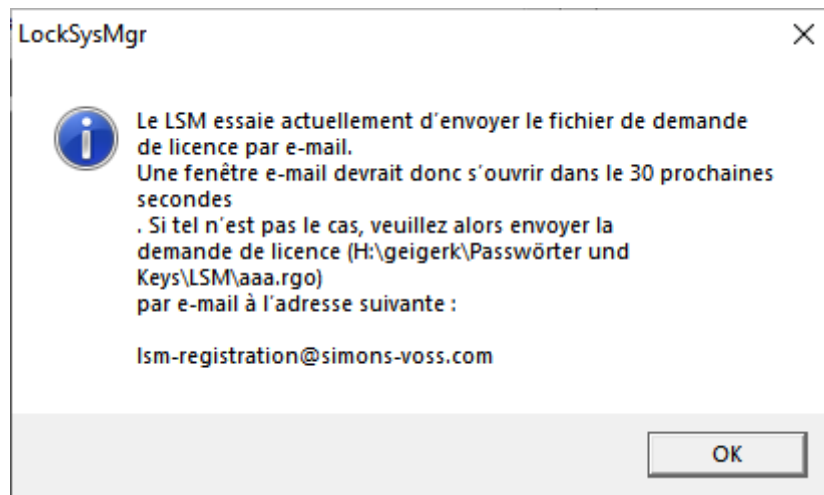 LockSysMgr
Le LSM essaie actuellement d'envoyer le fichier de demande
de licence par e-mail.
Une fenêtre e-mail devrait donc s'ouvrir dans le 30 prochaines
secondes
. Si tel n'est pas le cas, veuillez alors envoyer la
demande de licence (H:\geigerk\Passwörter und
Keys\LSM\aaa.rgo)
par e-mail à l'adresse suivante :
lsm-registration@simons-voss.com
OK